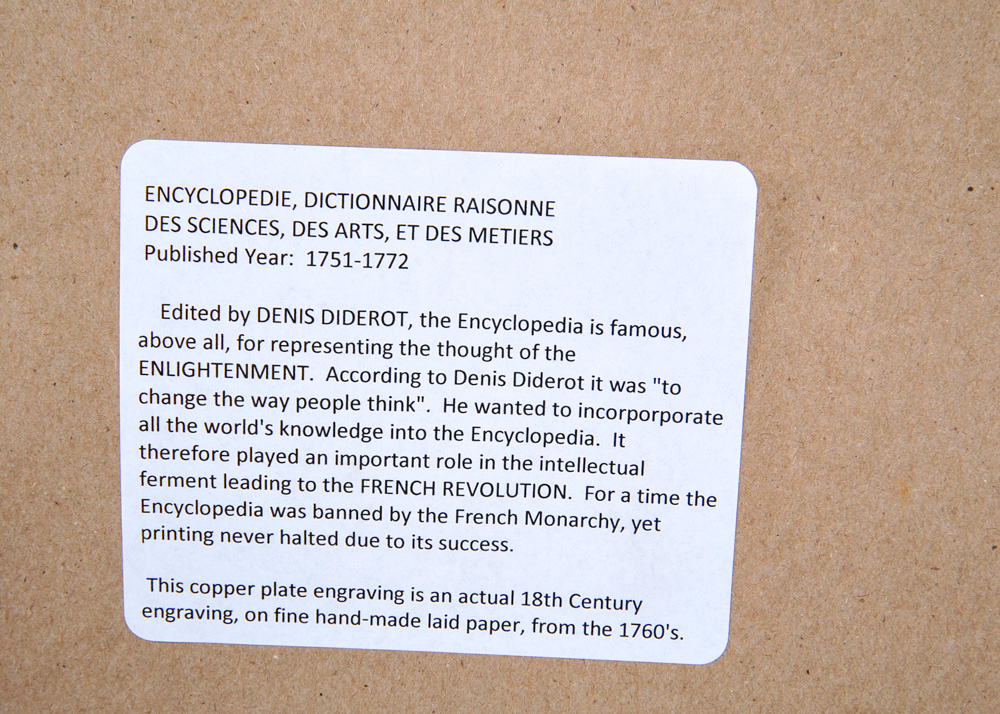 ENCYCLOPEDIE, DICTIONNAIRE RAISONNE
DES SCIENCES, DES ARTS, ET DES METIERS
Published Year: 1751-1772
Edited by DENIS DIDEROT, the Encyclopedia is famous,
above all, for representing the thought of the
ENLIGHTENMENT. According to Denis Diderot it was "to
change the way people think". He wanted to incorporporate
all the world's knowledge into the Encyclopedia. It
therefore played an important role in the intellectual
ferment leading to the FRENCH REVOLUTION. For a time the
Encyclopedia was banned by the French Monarchy, yet
printing never halted due to its success.
This copper plate engraving is an actual 18th Century
engraving, on fine hand-made laid paper, from the 1760's.